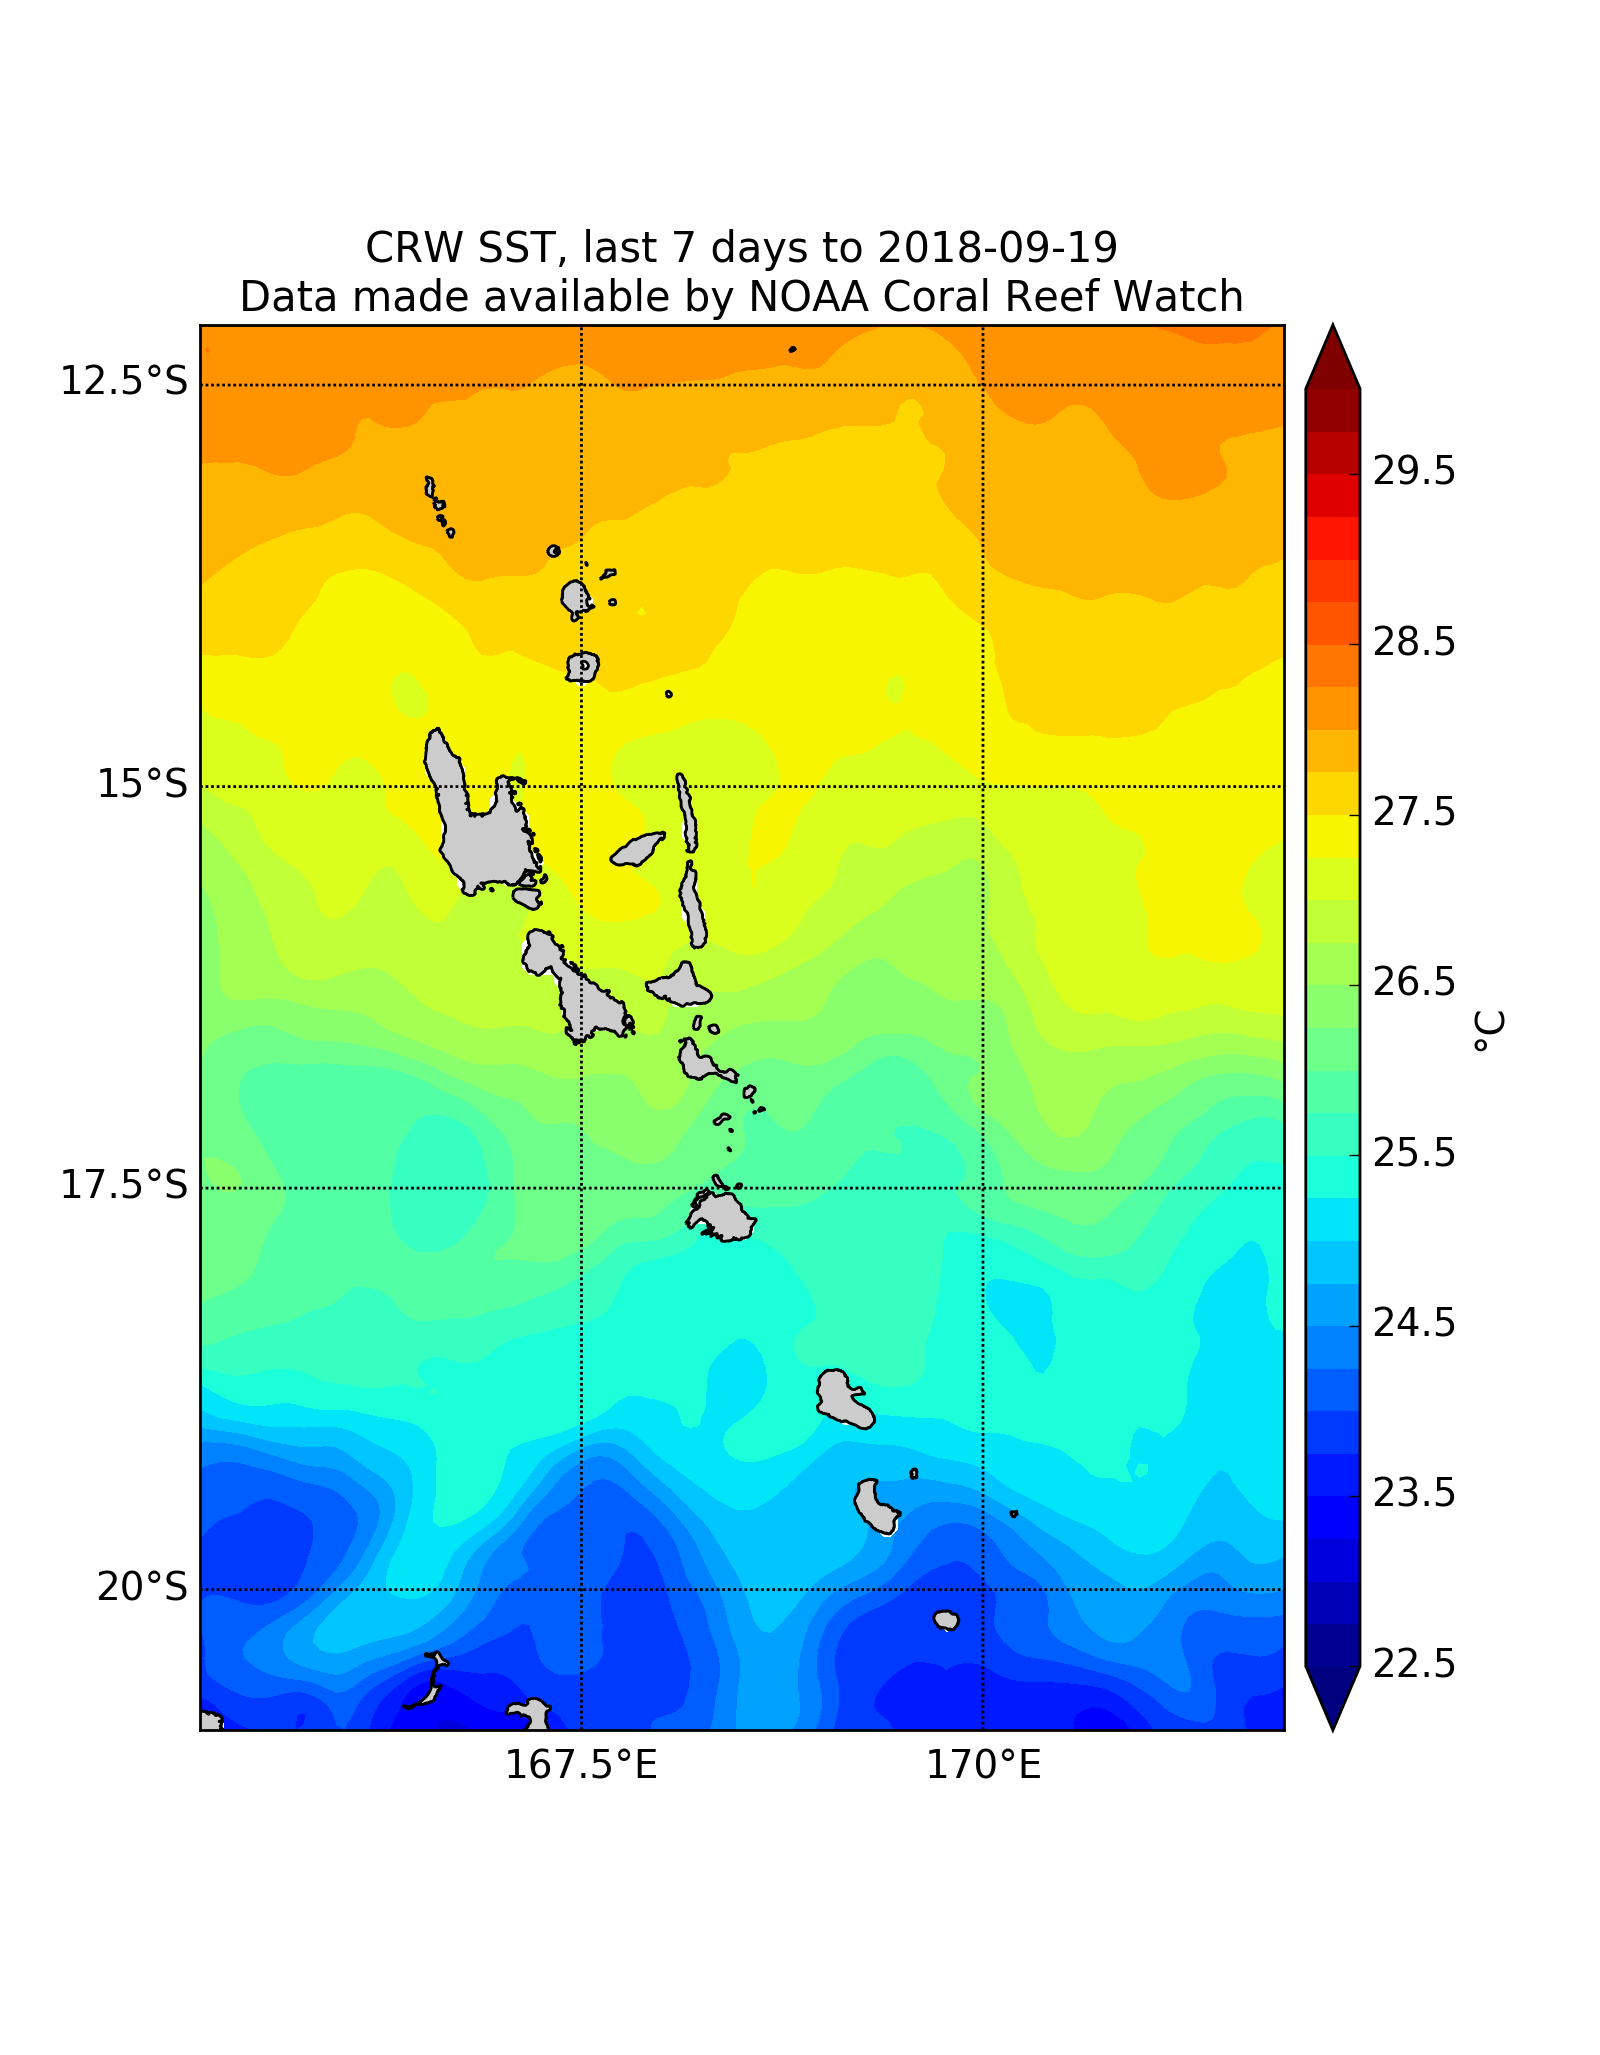 CRW SST, last 7 days to 2018-09-19
Data made available by NOAA Coral Reef Watch
12.5°S
15°S
17.5°S
20°S
167.5°E
170°E
29.5
28.5
27.5
26.5
25.5
24.5
23.5
22.5
°C